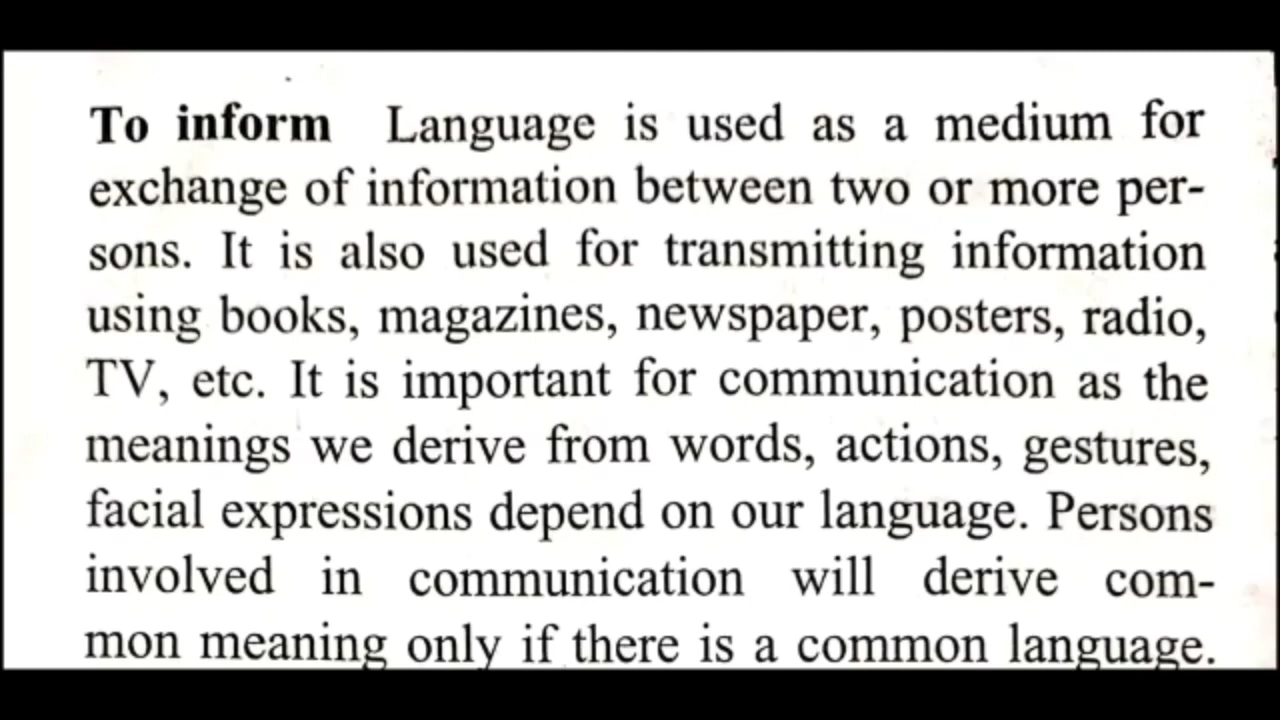 To inform Language is used as a medium for
exchange of information between two or more per-
sons. It is also used for transmitting information
using books, magazines, newspaper, posters, radio,
TV, etc. It is important for communication as the
meanings we derive from words, actions, gestures,
facial expressions depend on our language. Persons
involved in communication will derive com-
mon meaning only if there is a common language.